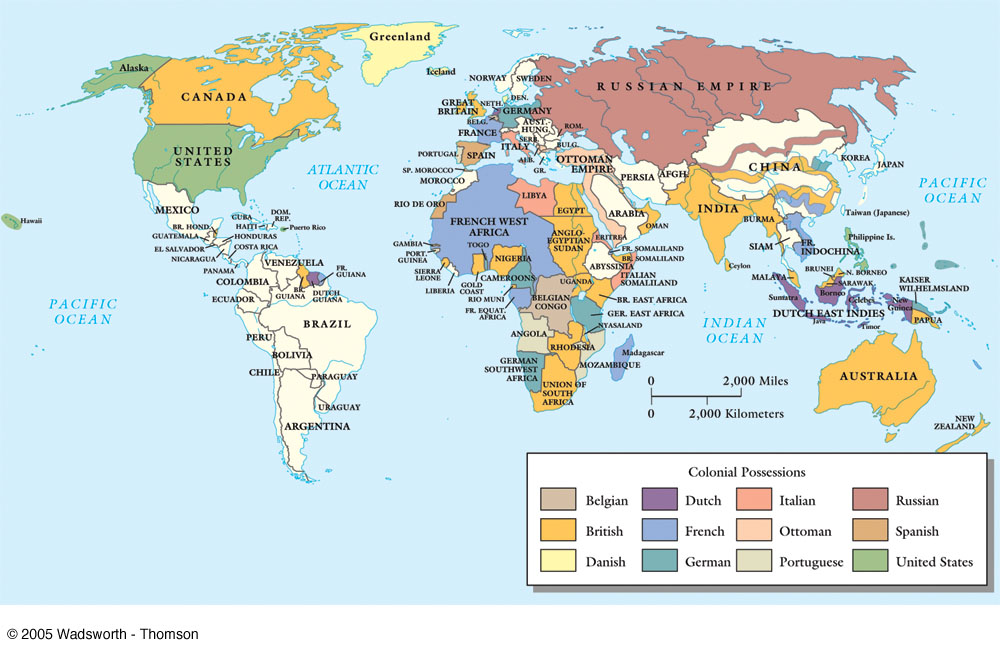 Greenland
Alaska
Iceland
NORWAY
SWEDEN
RUSSIAN EMPIRE
CANADA
GREAT
BRITAIN
NETH.
DEN.
GERMANY
BELG.
FRANCE
AUST.
HUNG.
ROM.
SERB.
BULG.
ITALY
ALB.
GR.
PORTUGAL
SPAIN
OTTOMAN
EMPIRE
UNITED
STATES
ATLANTIC
OCEAN
SP. MOROCCO
MOROCCO
PERSIA
AFGH.
CHINA
KOREA
JAPAN
PACIFIC
OCEAN
RIO DE ORO
LIBYA
EGYPT
ARABIA
OMAN
INDIA
BURMA
Taiwan (Japanese)
Hawaii
MEXICO
CUBA
DOM.
REP.
HAITI
Puerto Rico
BR. HOND.
GUATEMALA
HONDURAS
EL SALVADOR
COSTA RICA
NICARAGUA
PANAMA
FRENCH WEST
AFRICA
ANGLO-
EGYPTIAN
SUDAN
ERITREA
FR. SOMALILAND
BR. SOMALILAND
ITALIAN
SOMALILAND
ABYSSINIA
GAMBIA
PORT.
GUINEA
SIERRA
LEONE
LIBERIA
TOGO
NIGERIA
GOLD
COAST
CAMEROONS
RIO MUNI
FR. EQUAT.
AFRICA
UGANDA
BELGIAN
CONGO
BR. EAST AFRICA
GER. EAST AFRICA
NYASALAND
SIAM
FR.
INDOCHINA
Philippine Is.
Ceylon
MALAYA
BRUNEI
N. BORNEO
SARAWAK
Sumatra
Borneo
Celebes
New
Guinea
KAISER
WILHELMSLAND
DUTCH EAST INDIES
Java
Timor
PAPUA
VENEZUELA
COLOMBIA
ECUADOR
BR.
GUIANA
DUTCH
GUIANA
FR.
GUIANA
BRAZIL
PERU
BOLIVIA
CHILE
PARAGUAY
URAGUAY
ARGENTINA
PACIFIC
OCEAN
INDIAN
OCEAN
ANGOLA
RHODESIA
Madagascar
MOZAMBIQUE
GERMAN
SOUTHWEST
AFRICA
UNION OF
SOUTH
AFRICA
AUSTRALIA
NEW
ZEALAND
0 2,000 Miles
0 2,000 Kilometers
Colonial Possessions
Belgian Dutch Italian Russian
British French Ottoman Spanish
Danish German Portuguese United States
© 2005 Wadsworth - Thomson